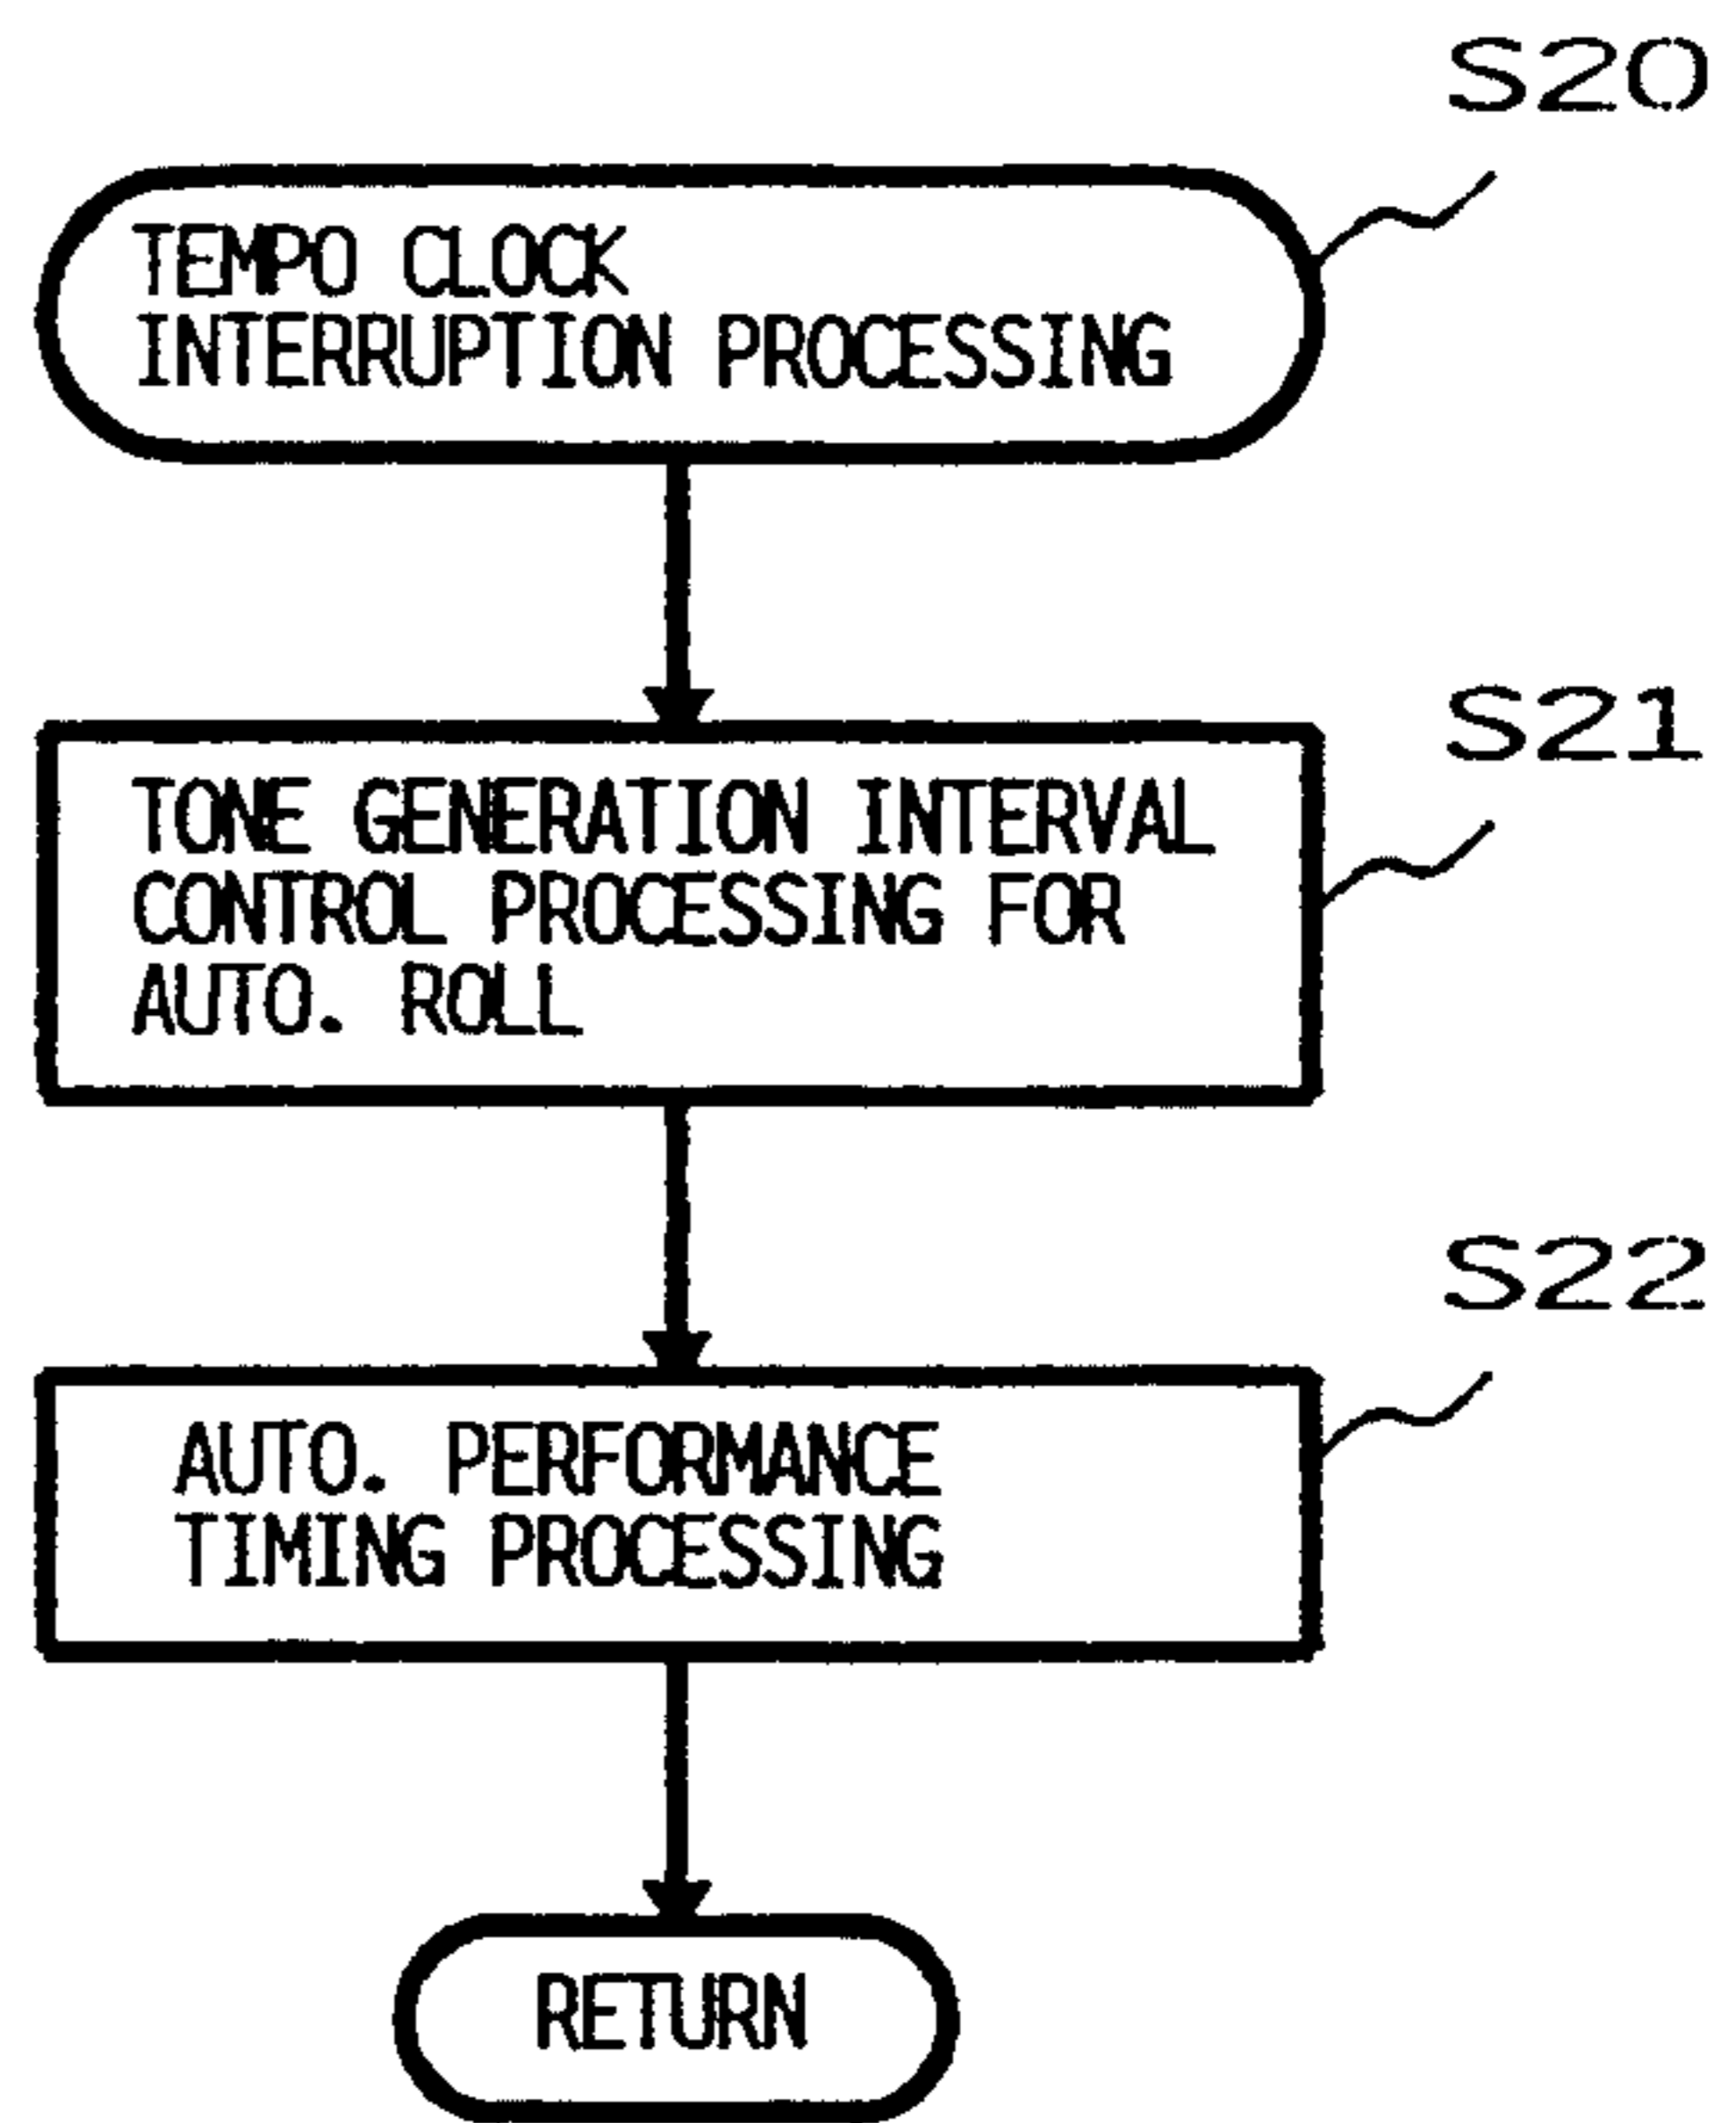 S20
TEMPO CLOCK
INTERRUPTION PROCESSING
S21
TONE GENERATION INTERVAL
CONTROL PROCESSING FOR
AUTO. ROLL
S22
AUTO. PERFORMANCE
TIMING PROCESSING
RETURN